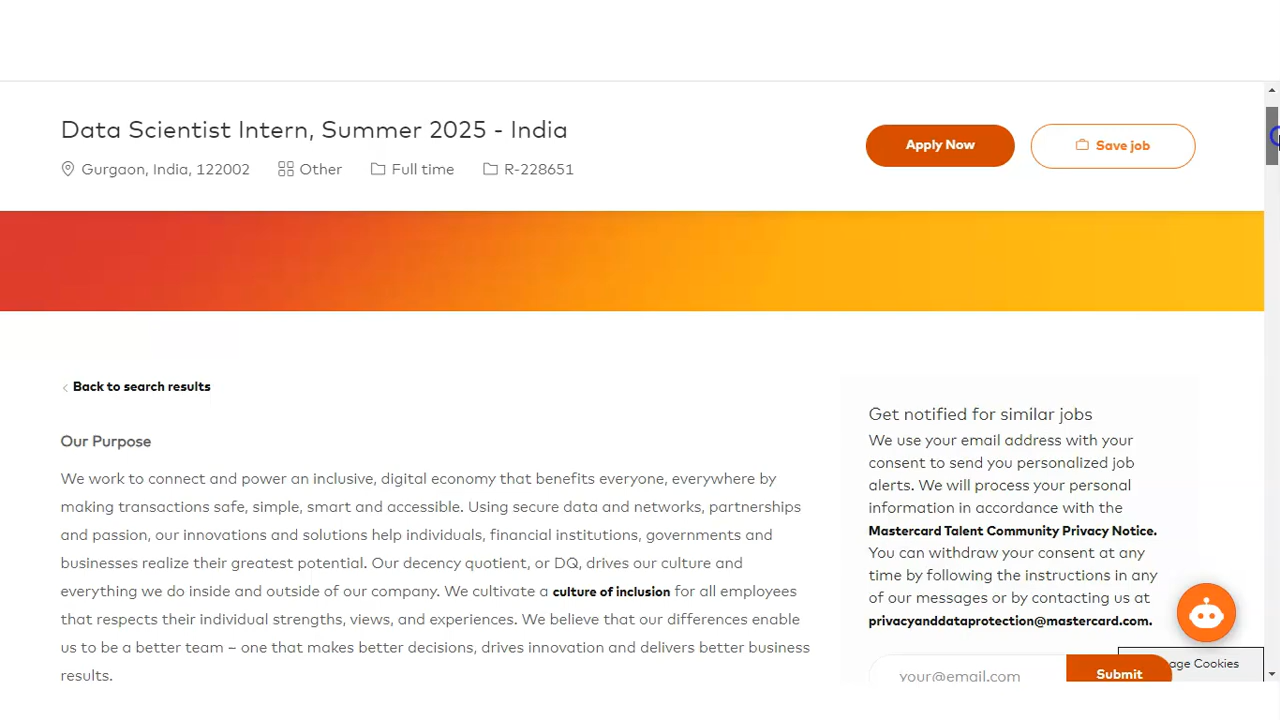 Data Scientist Intern, Summer 2025 - India
Gurgaon, India, 122002 Other Full time R-228651
Apply Now
Save job
Back to search results
Our Purpose
We work to connect and power an inclusive, digital economy that benefits everyone, everywhere by
making transactions safe, simple, smart and accessible. Using secure data and networks, partnerships
and passion, our innovations and solutions help individuals, financial institutions, governments and
businesses realize their greatest potential. Our decency quotient, or DQ, drives our culture and
everything we do inside and outside of our company. We cultivate a culture of inclusion for all employees
that respects their individual strengths, views, and experiences. We believe that our differences enable
us to be a better team – one that makes better decisions, drives innovation and delivers better business
results.
Get notified for similar jobs
We use your email address with your
consent to send you personalized job
alerts. We will process your personal
information in accordance with the
Mastercard Talent Community Privacy Notice.
You can withdraw your consent at any
time by following the instructions in any
of our messages or by contacting us at
privacyanddataprotection@mastercard.com.
your@email.com
Submit
Cookies